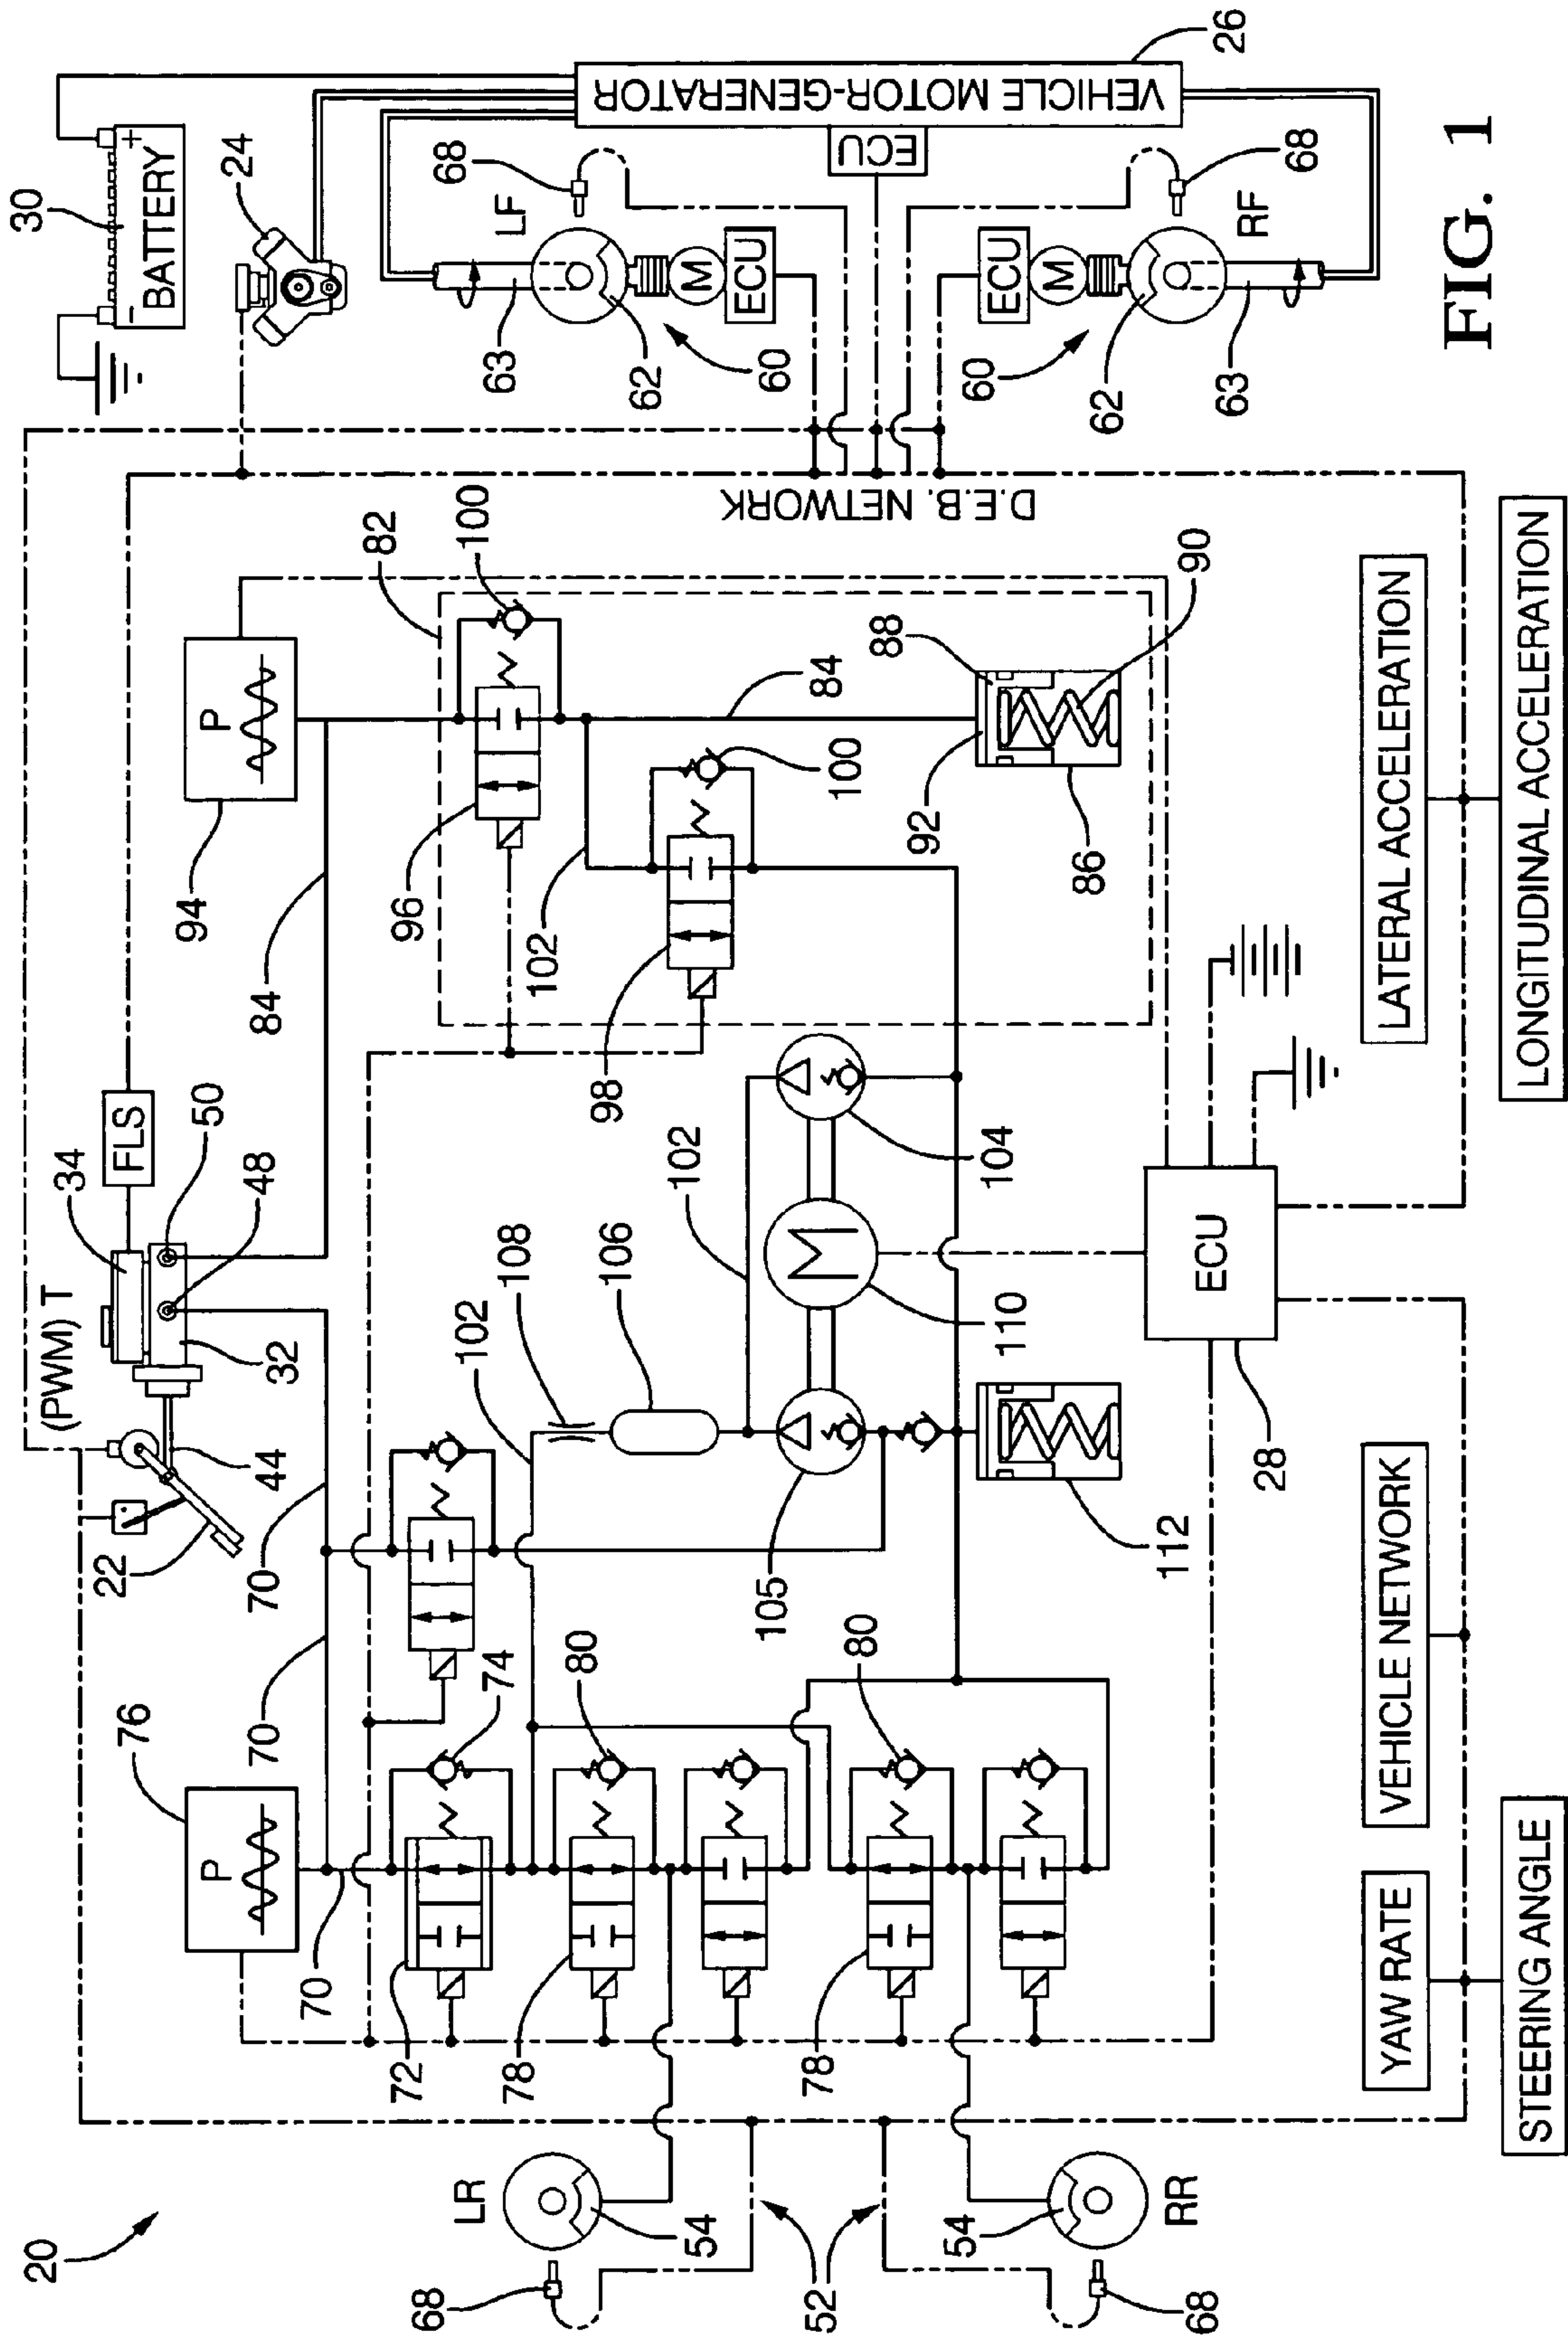 20
FIG. 1
30
BATTERY
+
-
24
26
VEHICLE MOTOR-GENERATOR
ECU
68
LF
63
62
60
M
ECU
68
RF
63
62
60
M
ECU
D.E.B. NETWORK
82
100
P
94
84
96
102
98
100
84
88
90
92
86
50
FLS
34
48
32
(PWM) T
44
22
70
70
70
70
84
76
P
72
74
78
80
78
80
102
108
106
102
104
M
110
105
112
ECU
28
LATERAL ACCELERATION
LONGITUDINAL ACCELERATION
VEHICLE NETWORK
YAW RATE
STEERING ANGLE
LR
54
68
52
RR
54
68